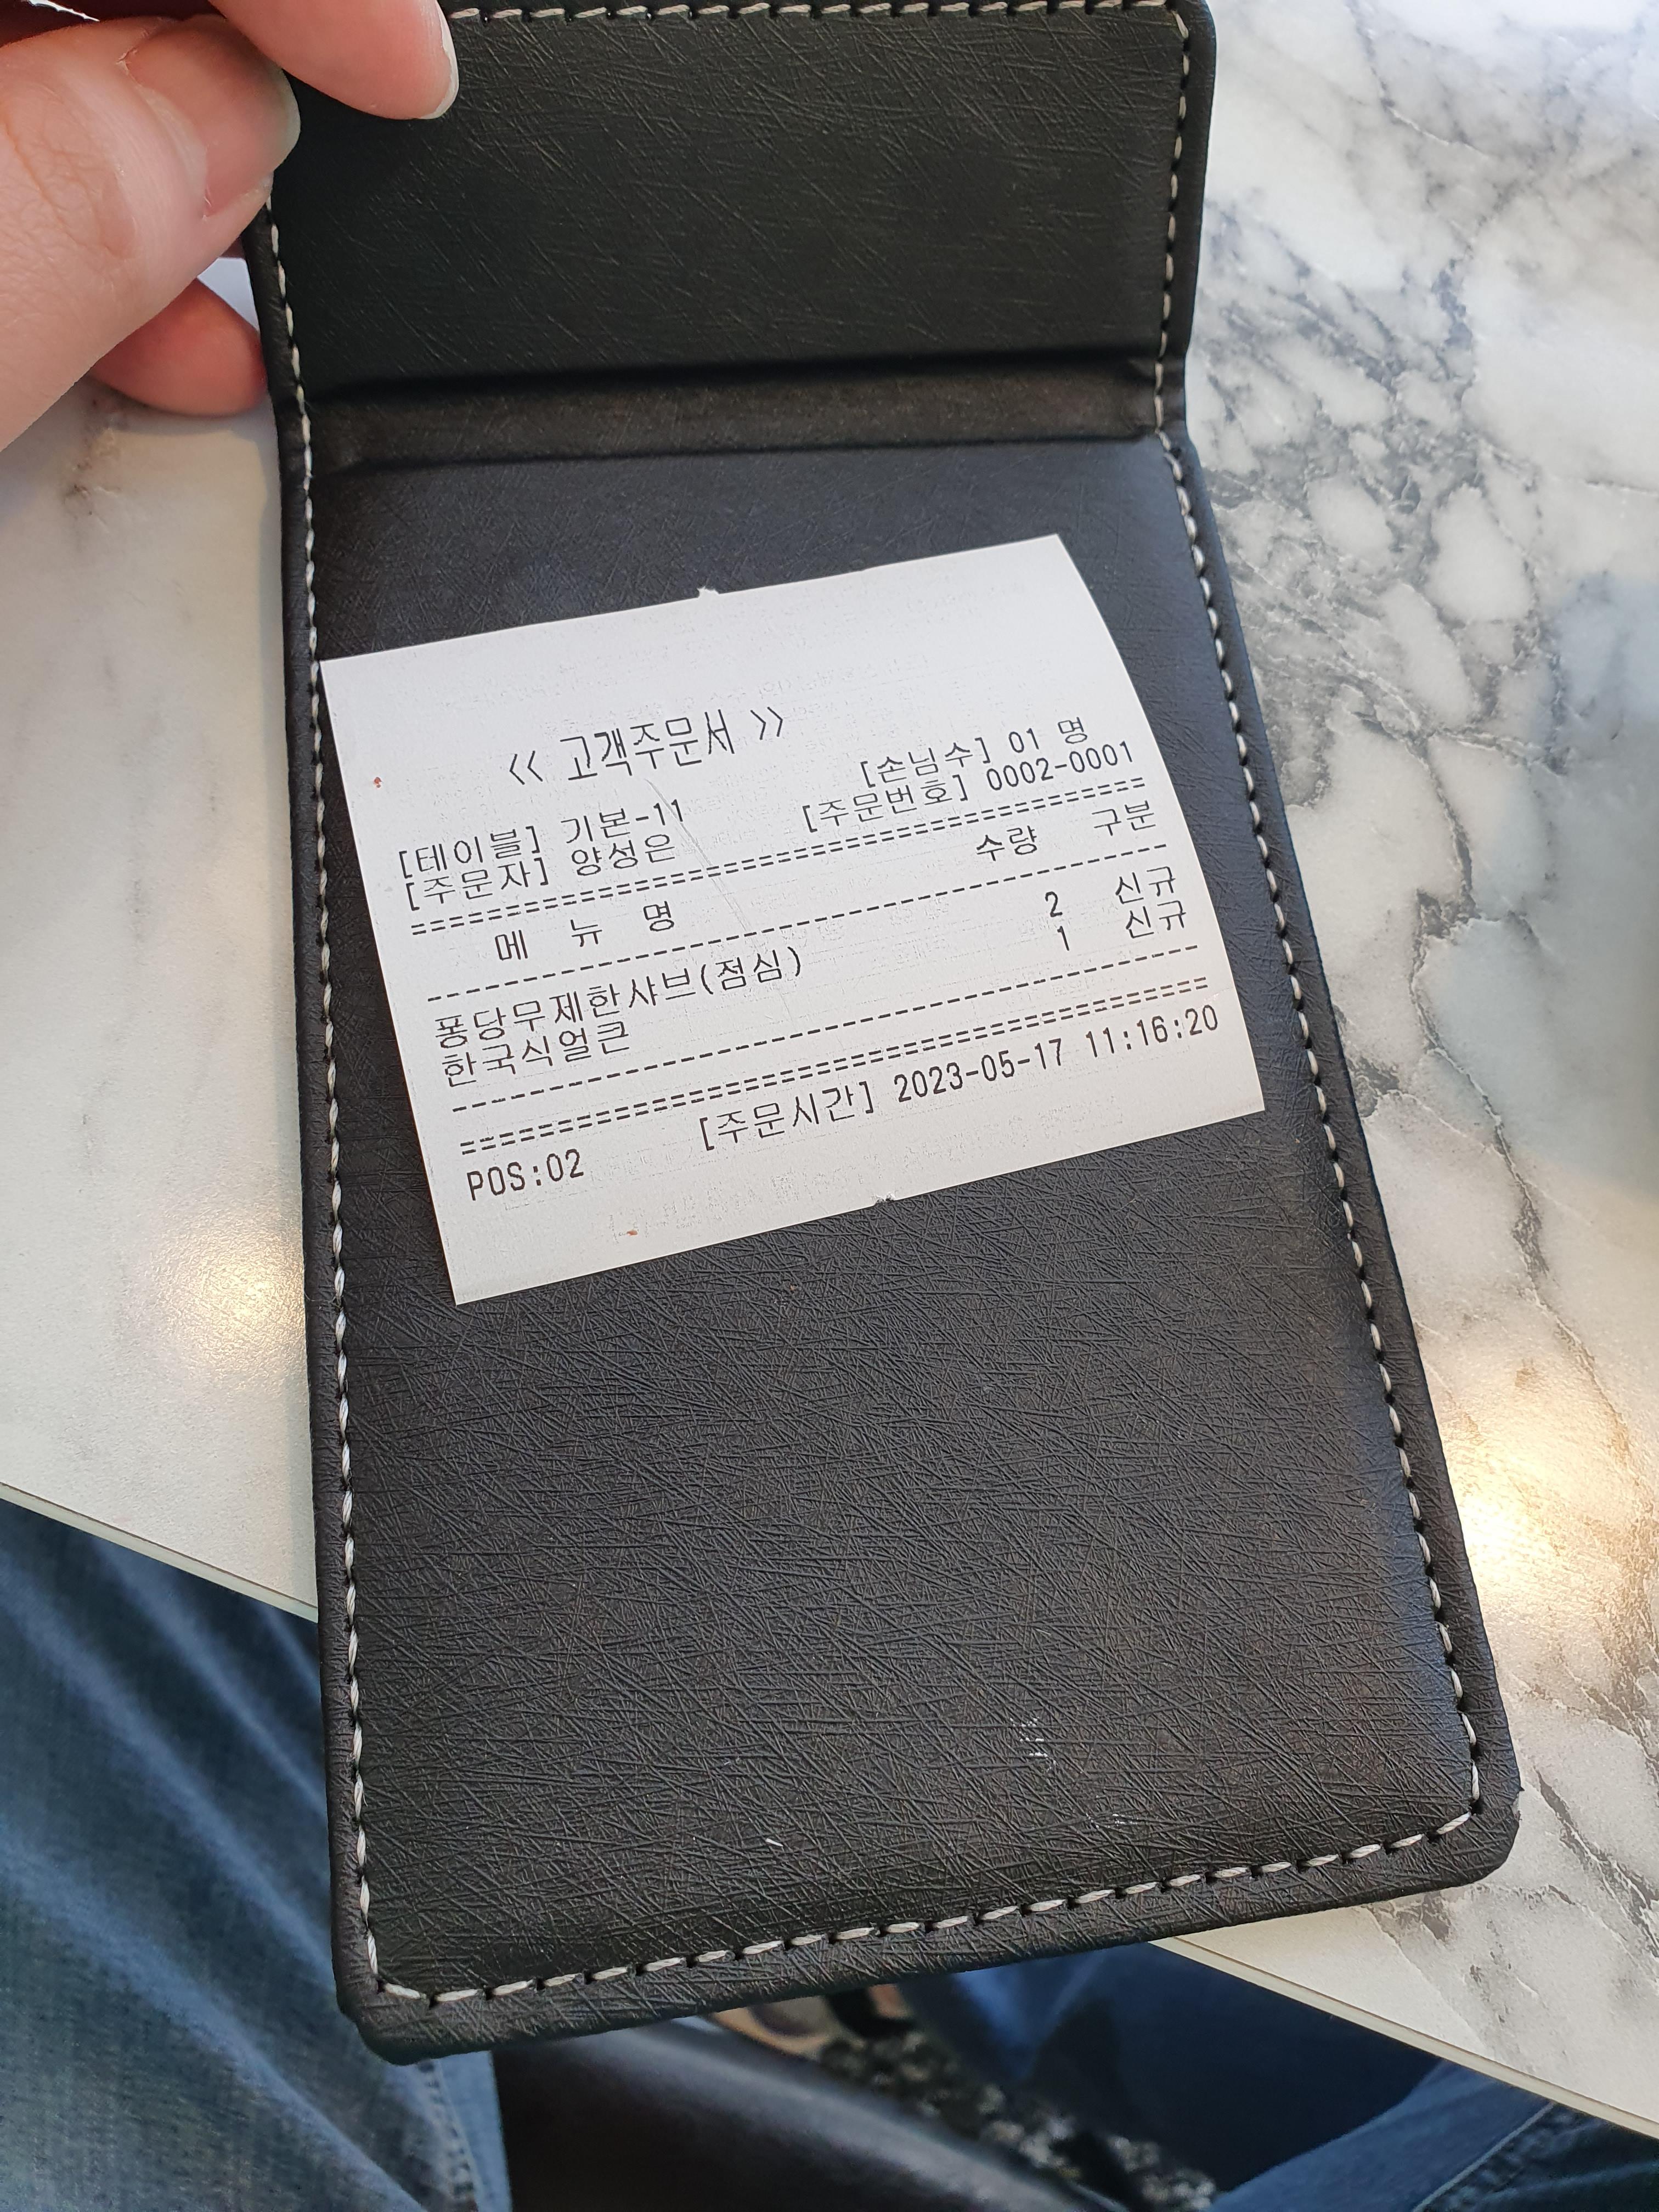 << 고객주문서 >>
[테이블] 기본-11 [손님수] 01 명
[주문자] 양성은 [주문번호] 0002-0001
========================================
메 뉴 명 수량 구분
----------------------------------------
퐁당무제한샤브(점심) 2 신규
한국식얼큰 1 신규
----------------------------------------
========================================
POS:02 [주문시간] 2023-05-17 11:16:20